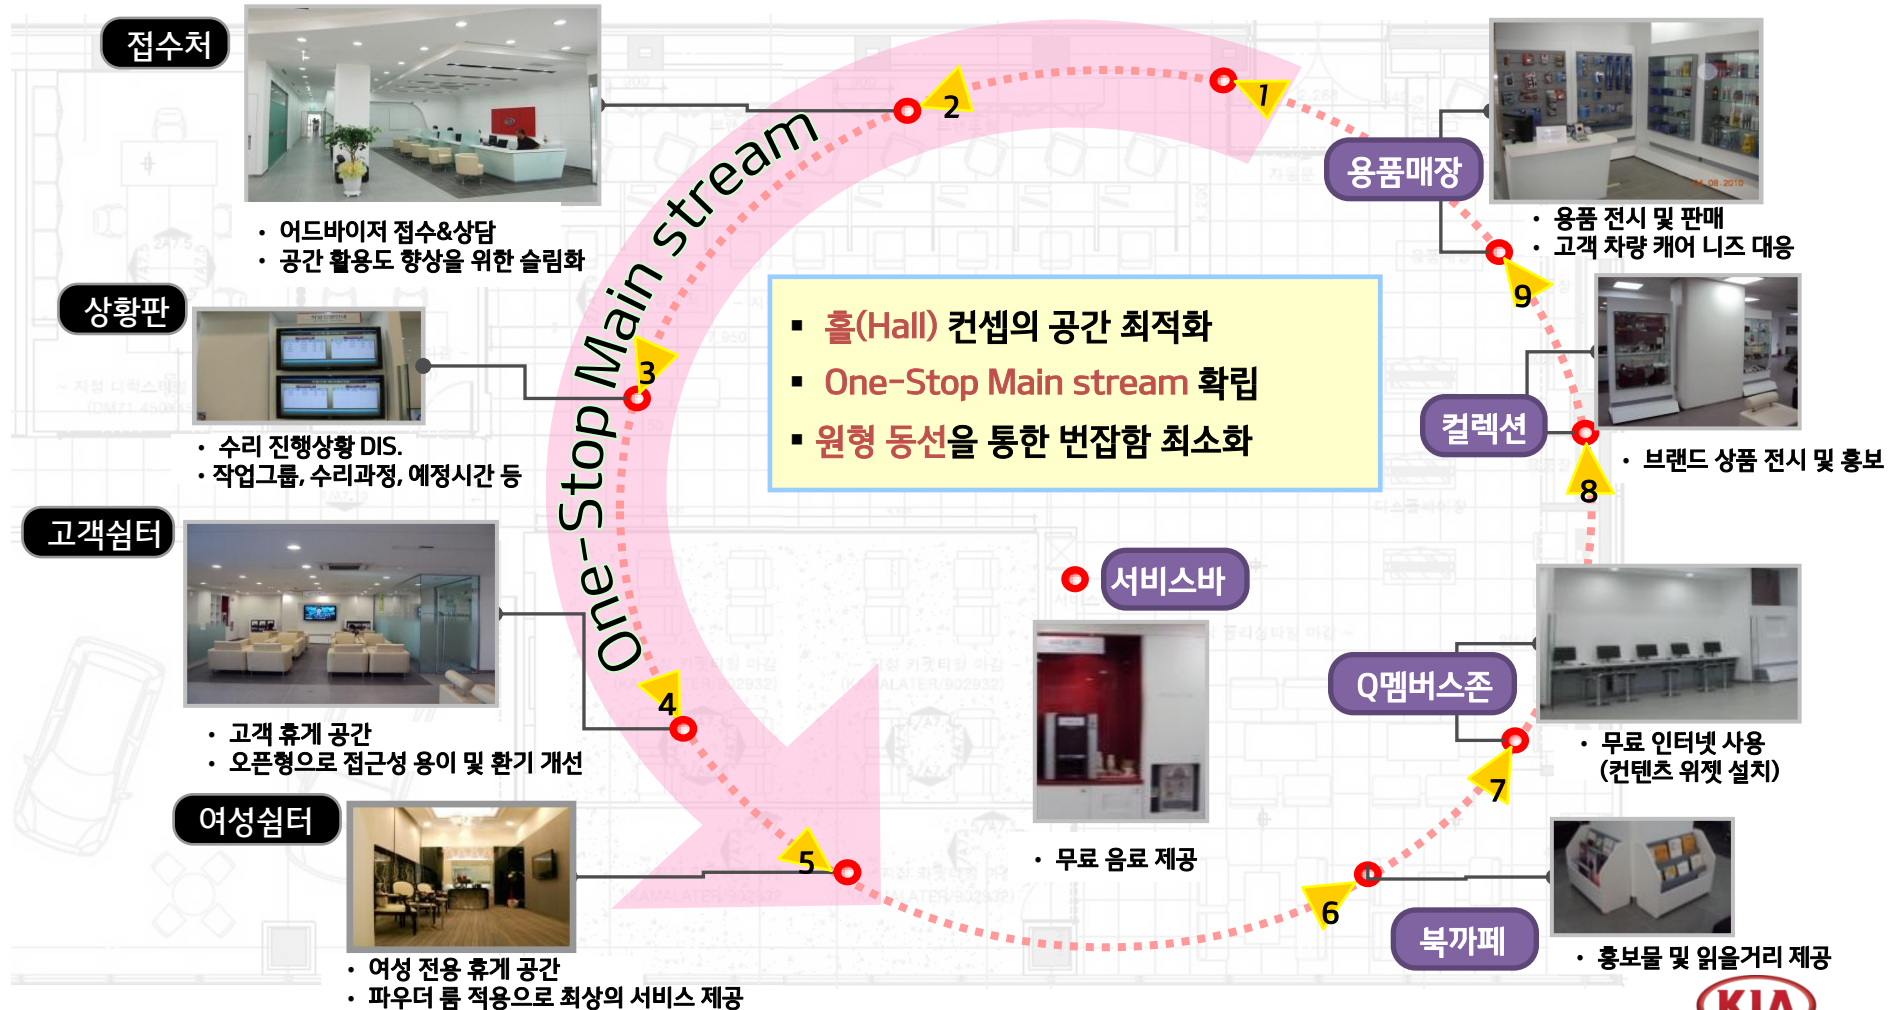 접수처
• 어드바이저 접수&상담
• 공간 활용도 향상을 위한 슬림화
상황판
• 수리 진행상황 DIS.
• 작업그룹, 수리과정, 예정시간 등
고객쉼터
• 고객 휴게 공간
• 오픈형으로 접근성 용이 및 환기 개선
여성쉼터
• 여성 전용 휴게 공간
• 파우더 룸 적용으로 최상의 서비스 제공
One-Stop Main stream
1
2
3
4
5
6
7
8
9
▪ 홀(Hall) 컨셉의 공간 최적화
▪ One-Stop Main stream 확립
▪ 원형 동선을 통한 번잡함 최소화
서비스바
• 무료 음료 제공
용품매장
• 용품 전시 및 판매
• 고객 차량 캐어 니즈 대응
컬렉션
• 브랜드 상품 전시 및 홍보
Q멤버스존
• 무료 인터넷 사용
(컨텐츠 위젯 설치)
북까페
• 홍보물 및 읽을거리 제공
KIA